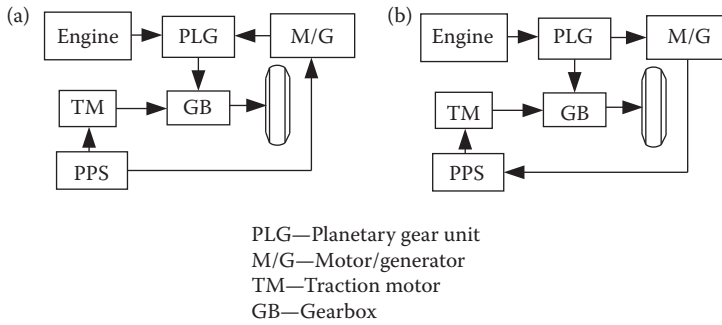 (a)
Engine
PLG
M/G
TM
GB
PPS
(b)
Engine
PLG
M/G
TM
GB
PPS
PLG—Planetary gear unit
M/G—Motor/generator
TM—Traction motor
GB—Gearbox